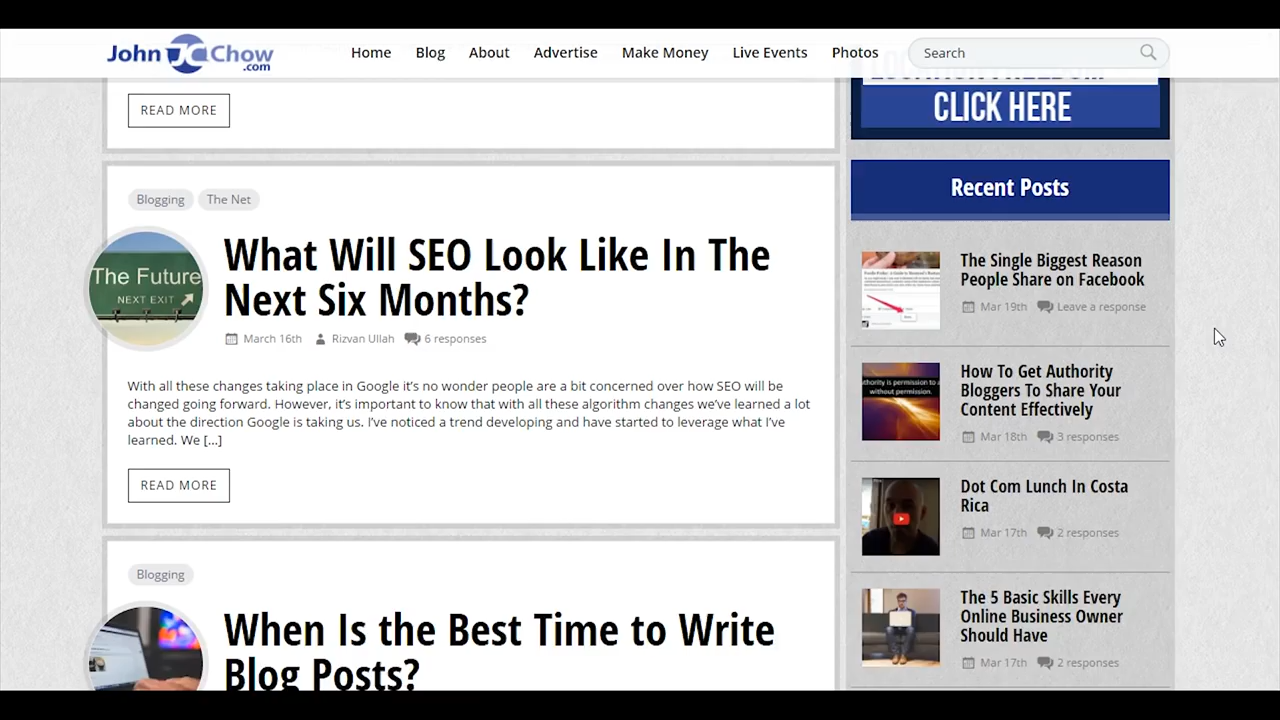 John JC Chow .com
Home Blog About Advertise Make Money Live Events Photos
Search
READ MORE
Blogging The Net
The Future
NEXT EXIT
What Will SEO Look Like In The
Next Six Months?
March 16th Rizvan Ullah 6 responses
With all these changes taking place in Google it's no wonder people are a bit concerned over how SEO will be
changed going forward. However, it's important to know that with all these algorithm changes we've learned a lot
about the direction Google is taking us. I've noticed a trend developing and have started to leverage what I've
learned. We [...]
READ MORE
Blogging
When Is the Best Time to Write
Blog Posts?
CLICK HERE
Recent Posts
The Single Biggest Reason
People Share on Facebook
Mar 19th Leave a response
without permission.
How To Get Authority
Bloggers To Share Your
Content Effectively
Mar 18th 3 responses
Dot Com Lunch In Costa
Rica
Mar 17th 2 responses
The 5 Basic Skills Every
Online Business Owner
Should Have
Mar 17th 2 responses